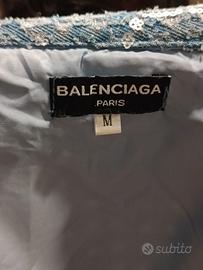 BALENCIAGA
.PARIS
M
subito